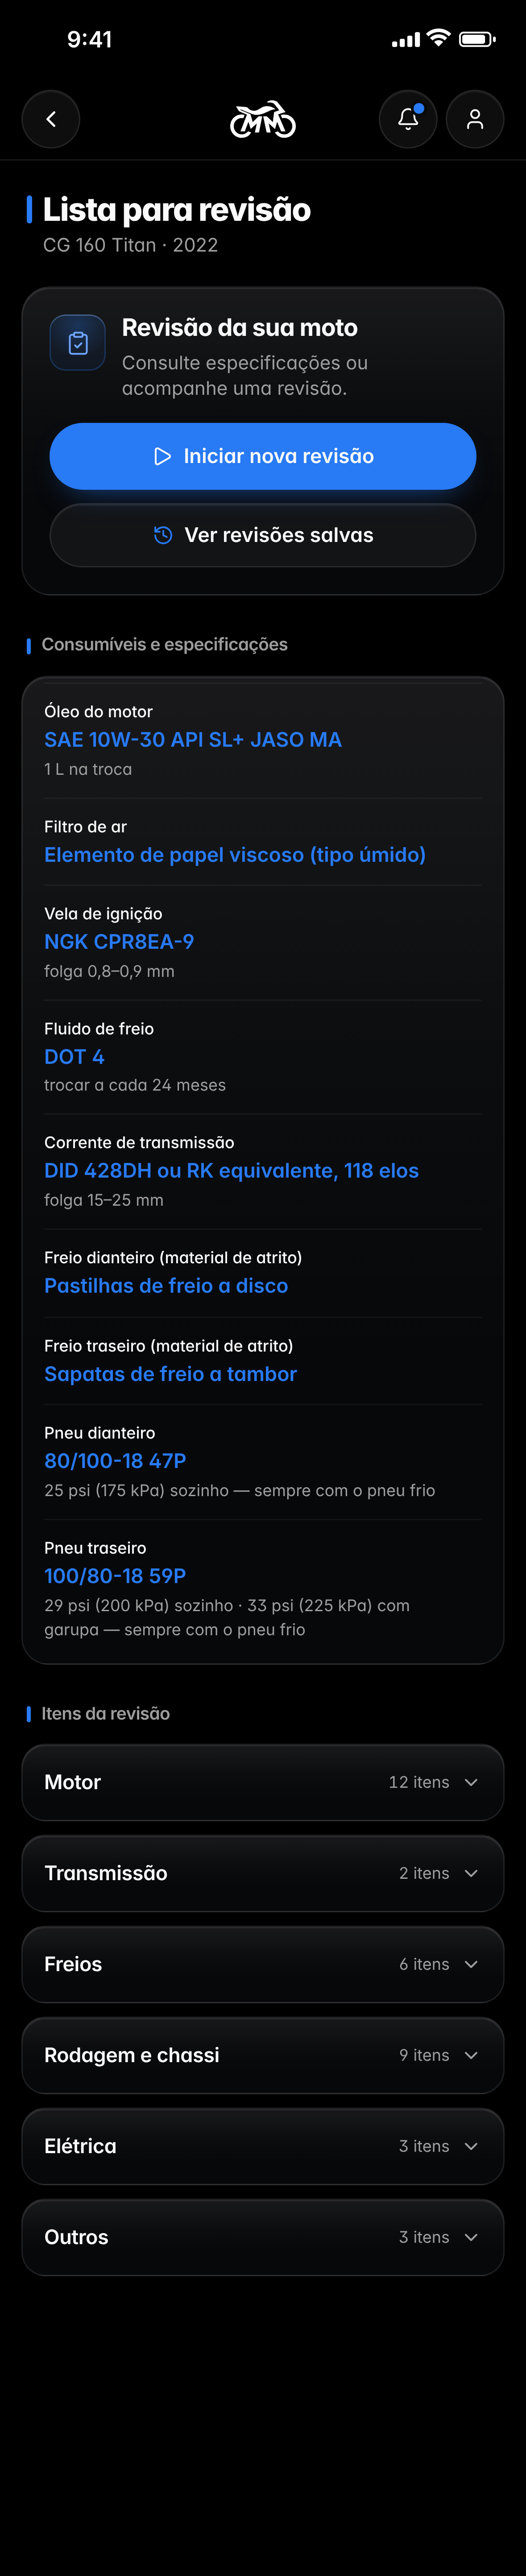 9:41
MM
Lista para revisão
CG 160 Titan · 2022
Revisão da sua moto
Consulte especificações ou
acompanhe uma revisão.
Iniciar nova revisão
Ver revisões salvas
Consumíveis e especificações
Óleo do motor
SAE 10W-30 API SL+ JASO MA
1 L na troca
Filtro de ar
Elemento de papel viscoso (tipo úmido)
Vela de ignição
NGK CPR8EA-9
folga 0,8–0,9 mm
Fluido de freio
DOT 4
trocar a cada 24 meses
Corrente de transmissão
DID 428DH ou RK equivalente, 118 elos
folga 15–25 mm
Freio dianteiro (material de atrito)
Pastilhas de freio a disco
Freio traseiro (material de atrito)
Sapatas de freio a tambor
Pneu dianteiro
80/100-18 47P
25 psi (175 kPa) sozinho — sempre com o pneu frio
Pneu traseiro
100/80-18 59P
29 psi (200 kPa) sozinho · 33 psi (225 kPa) com
garupa — sempre com o pneu frio
Itens da revisão
Motor 12 itens
Transmissão 2 itens
Freios 6 itens
Rodagem e chassi 9 itens
Elétrica 3 itens
Outros 3 itens